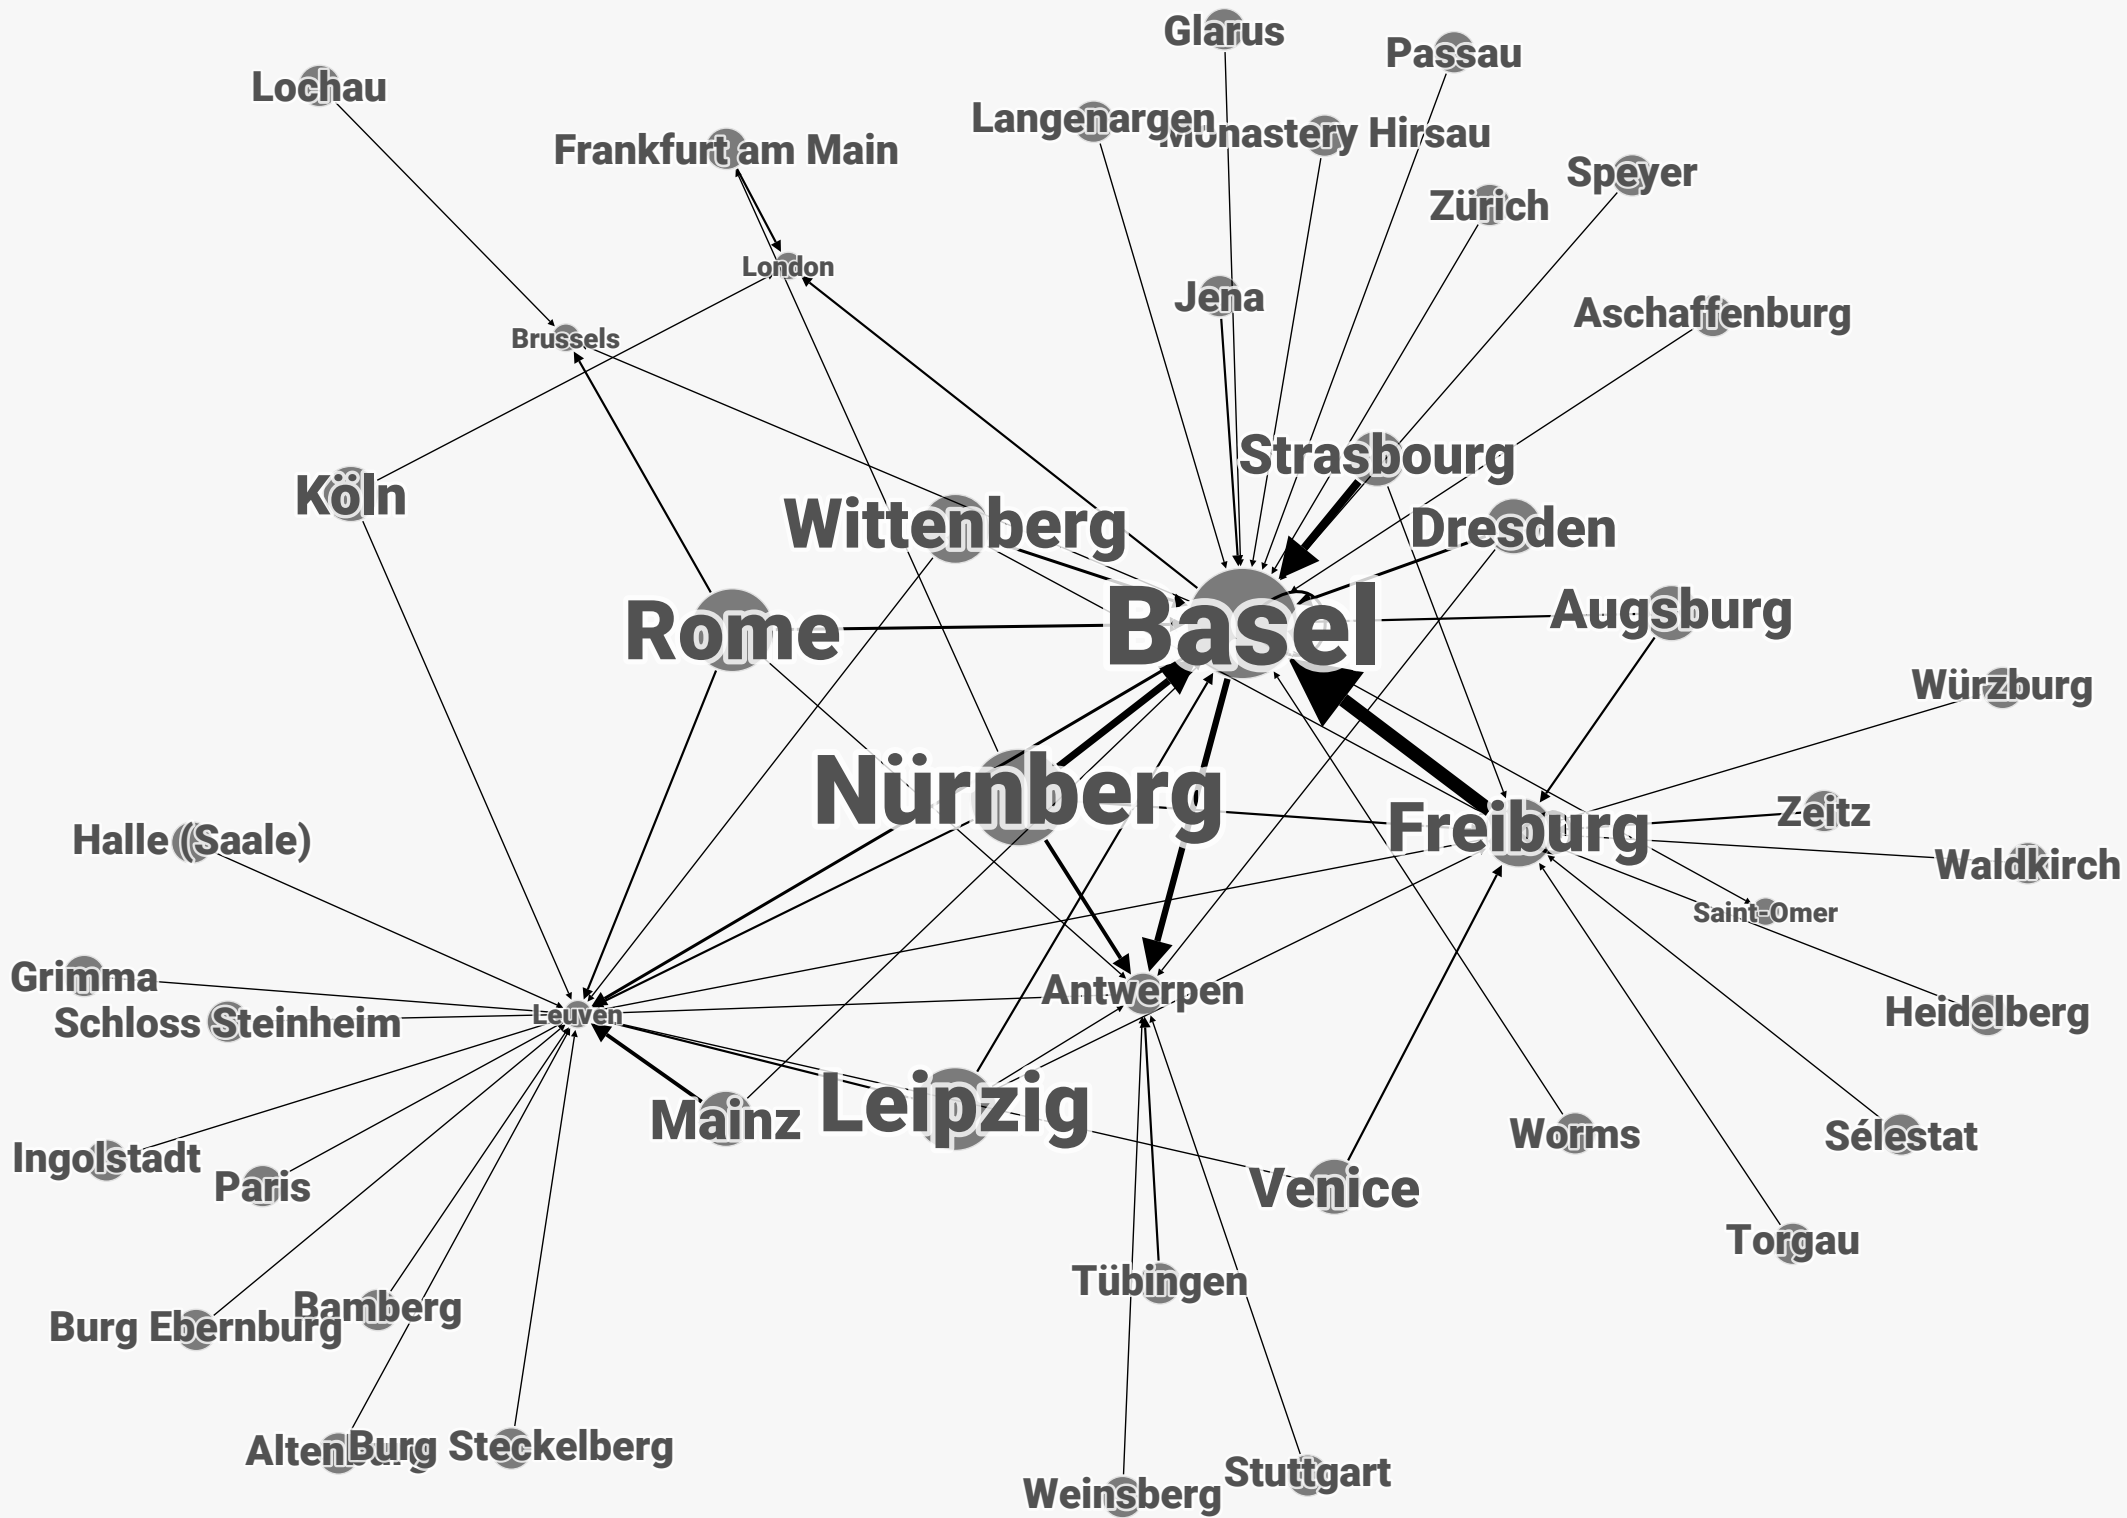 Glarus
Passau
Lochau
Langenargen
Monastery Hirsau
Frankfurt am Main
Speyer
Zürich
London
Jena
Aschaffenburg
Brussels
Strasbourg
Köln
Wittenberg
Dresden
Augsburg
Rome
Basel
Würzburg
Nürnberg
Zeitz
Freiburg
Halle (Saale)
Waldkirch
Saint-Omer
Grimma
Antwerpen
Schloss Steinheim
Leuven
Heidelberg
Leipzig
Mainz
Worms
Sélestat
Ingolstadt
Paris
Venice
Torgau
Tübingen
Bamberg
Burg Ebernburg
Altenburg
Burg Steckelberg
Stuttgart
Weinsberg